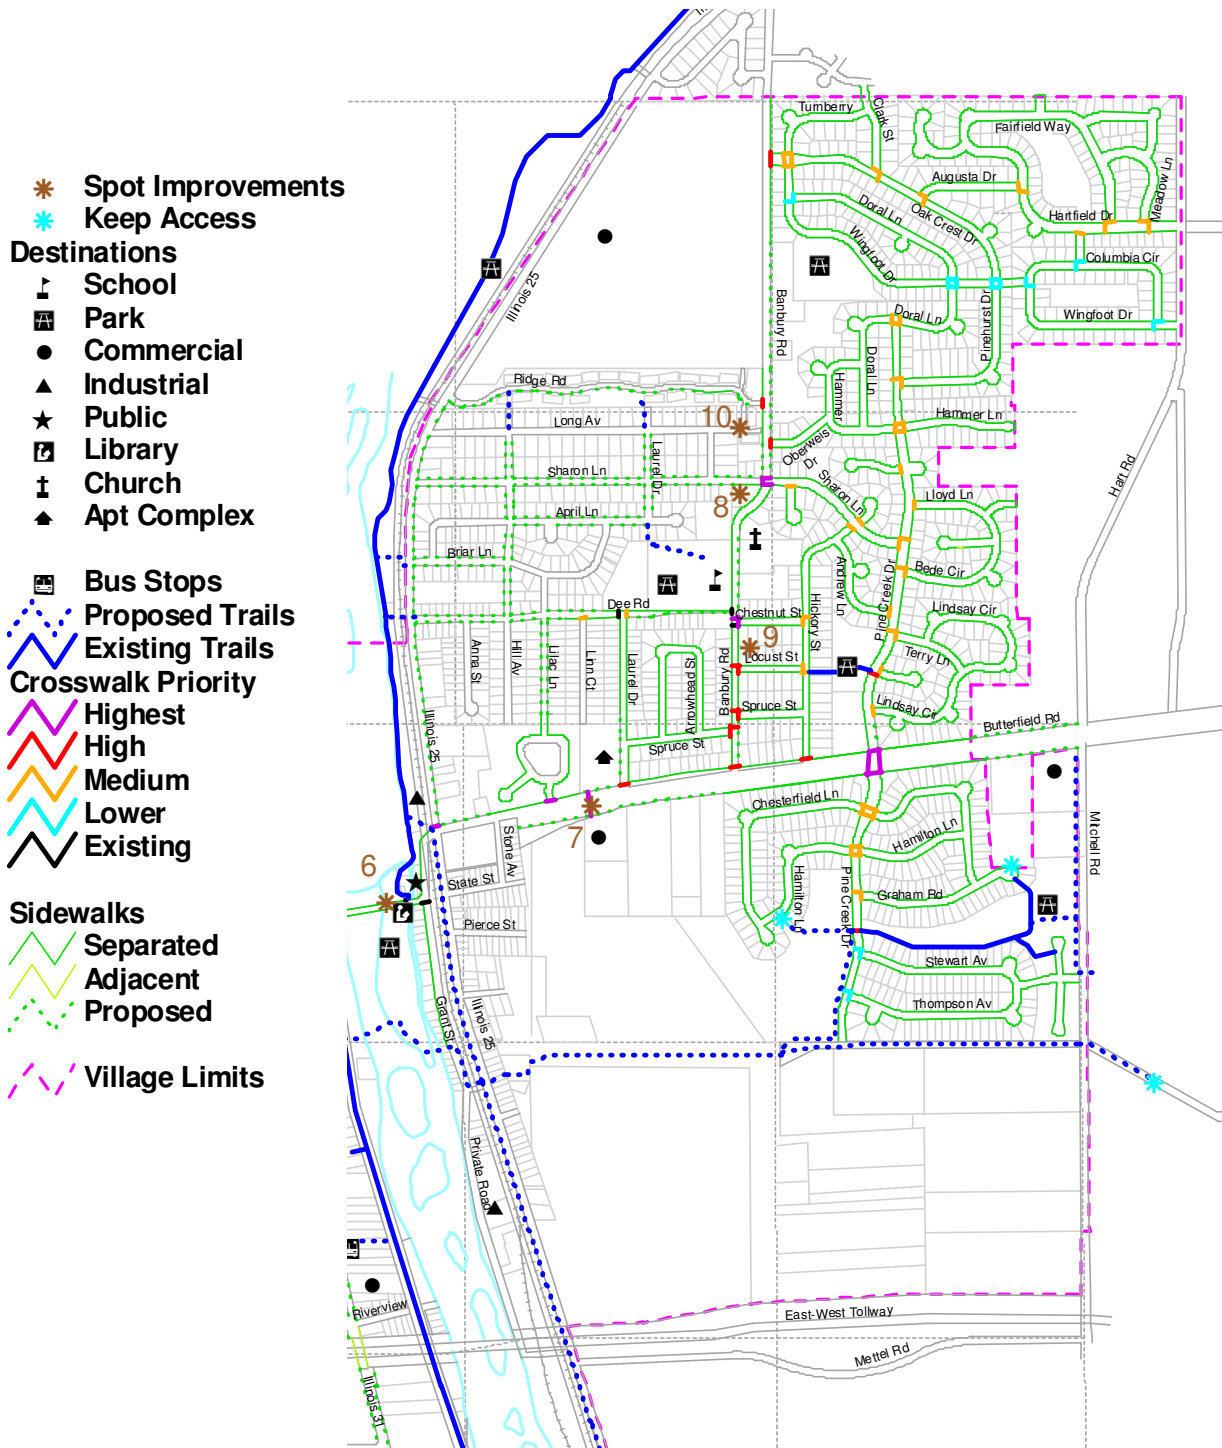 Spot Improvements
Keep Access
Destinations
School
Park
Commercial
Industrial
Public
Library
Church
Apt Complex
Bus Stops
Proposed Trails
Existing Trails
Crosswalk Priority
Highest
High
Medium
Lower
Existing
Sidewalks
Separated
Adjacent
Proposed
Village Limits
Turnberry
Clark St
Fairfield Way
Meadow Ln
Augusta Dr
Doral Ln
Oak Crest Dr
Hartfield Dr
Wingfoot Dr
Columbia Cir
Illinois 25
Banbury Rd
Pinehurst Dr
Wingfoot Dr
Doral Ln
Doral Ln
Ridge Rd
Hammer
Hammer Ln
10
Long Av
Oberweis
Dr
Laurel Dr
Sharon Ln
Sharon Ln
Hart Rd
8
Lloyd Ln
April Ln
Briar Ln
Bede Cir
Andrew Ln
Pine Creek Dr
Dee Rd
Chestnut St
Hickory St
Lindsay Cir
9
Anna St
Hill Av
Lilac Ln
Linn Ct
Laurel Dr
Arrowhead St
Banbury Rd
Locust St
Terry Ln
Spruce St
Lindsay Cir
Illinois 25
Spruce St
Butterfield Rd
Chesterfield Ln
7
Stone Av
Hamilton Ln
Mitchell Rd
6
State St
Hamilton Ln
Pine Creek Dr
Graham Rd
Pierce St
Stewart Av
Grant St
Illinois 25
Thompson Av
Private Road
Riverview
East-West Tollway
Mettel Rd
Illinois 31